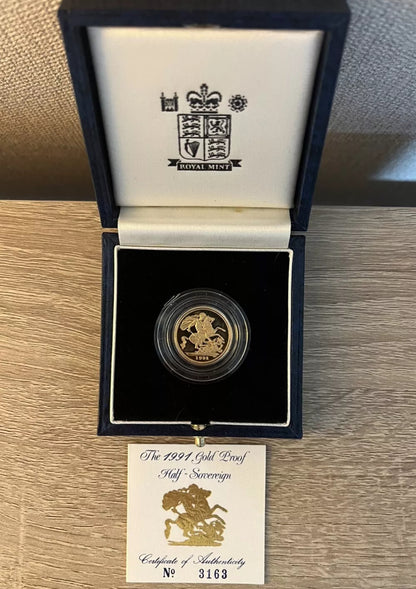 ROYAL MINT
1991
The 1991 Gold Proof
Half-Sovereign
Certificate of Authenticity
Nº 3163